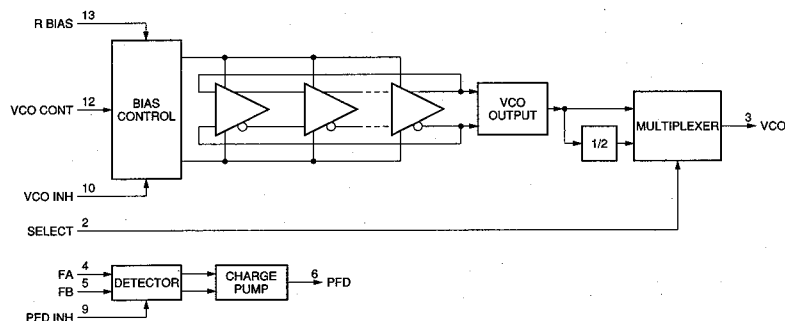 R BIAS 13
VCO CONT 12
BIAS CONTROL
VCO INH 10
SELECT 2
VCO OUTPUT
1/2
MULTIPLEXER
3 VCO
FA 4
FB 5
DETECTOR
CHARGE PUMP
6 PFD
PFD INH 9